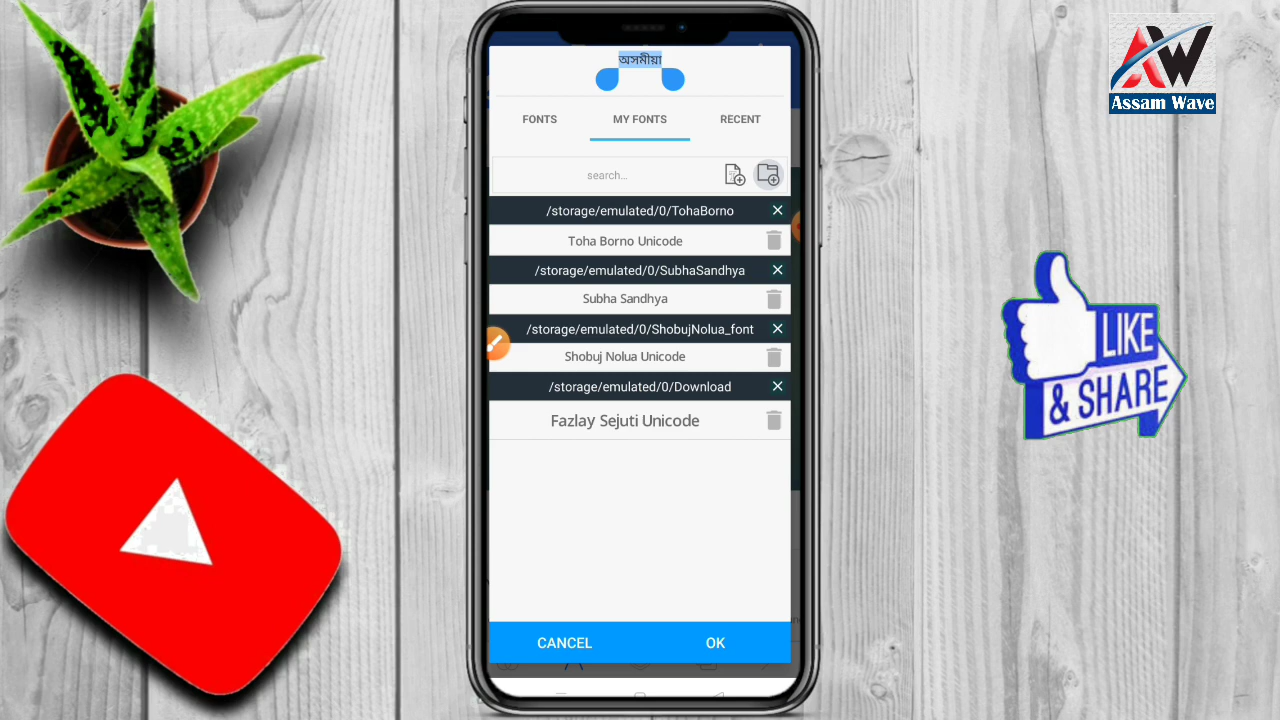 অসমীয়া
FONTS
MY FONTS
RECENT
search...
/storage/emulated/0/TohaBorno
Toha Borno Unicode
/storage/emulated/0/SubhaSandhya
Subha Sandhya
/storage/emulated/0/ShobujNolua_font
Shobuj Nolua Unicode
/storage/emulated/0/Download
Fazlay Sejuti Unicode
CANCEL
OK
AW
Assam Wave
LIKE
& SHARE